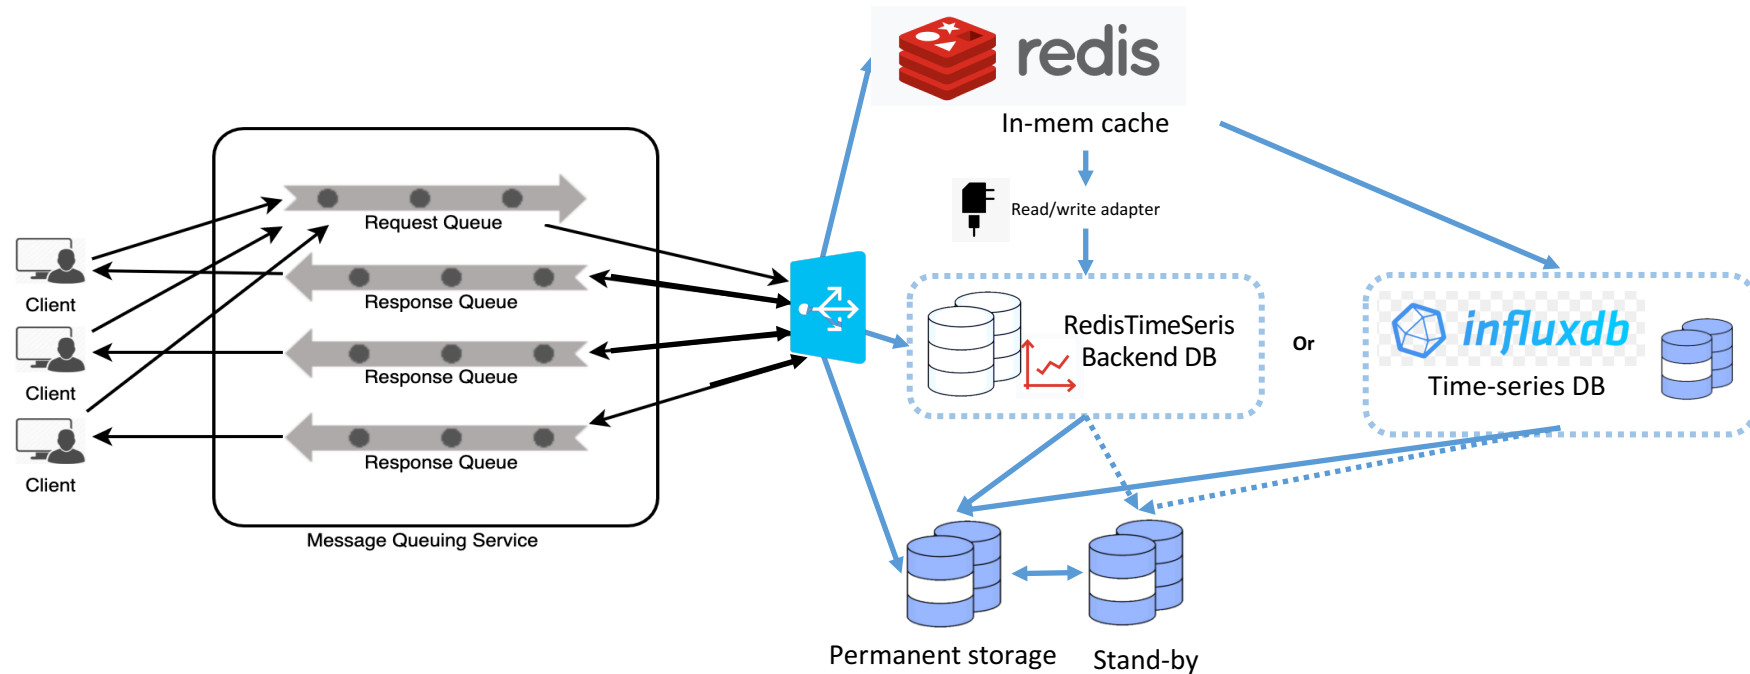 redis
In-mem cache
Read/write adapter
Request Queue
Response Queue
Response Queue
Response Queue
Message Queuing Service
Client
Client
Client
RedisTimeSeris
Backend DB
Or
influxdb
Time-series DB
Permanent storage
Stand-by